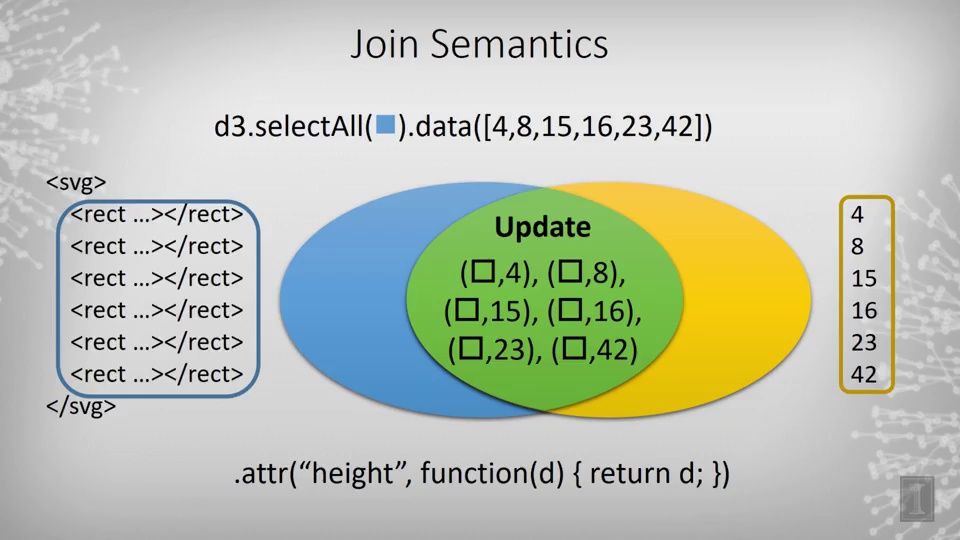 Join Semantics
d3.selectAll(■).data([4,8,15,16,23,42])
<svg>
<rect ...></rect>
<rect ...></rect>
<rect ...></rect>
<rect ...></rect>
<rect ...></rect>
<rect ...></rect>
</svg>
Update
(□,4), (□,8),
(□,15), (□,16),
(□,23), (□,42)
4
8
15
16
23
42
.attr(“height”, function(d) { return d; })